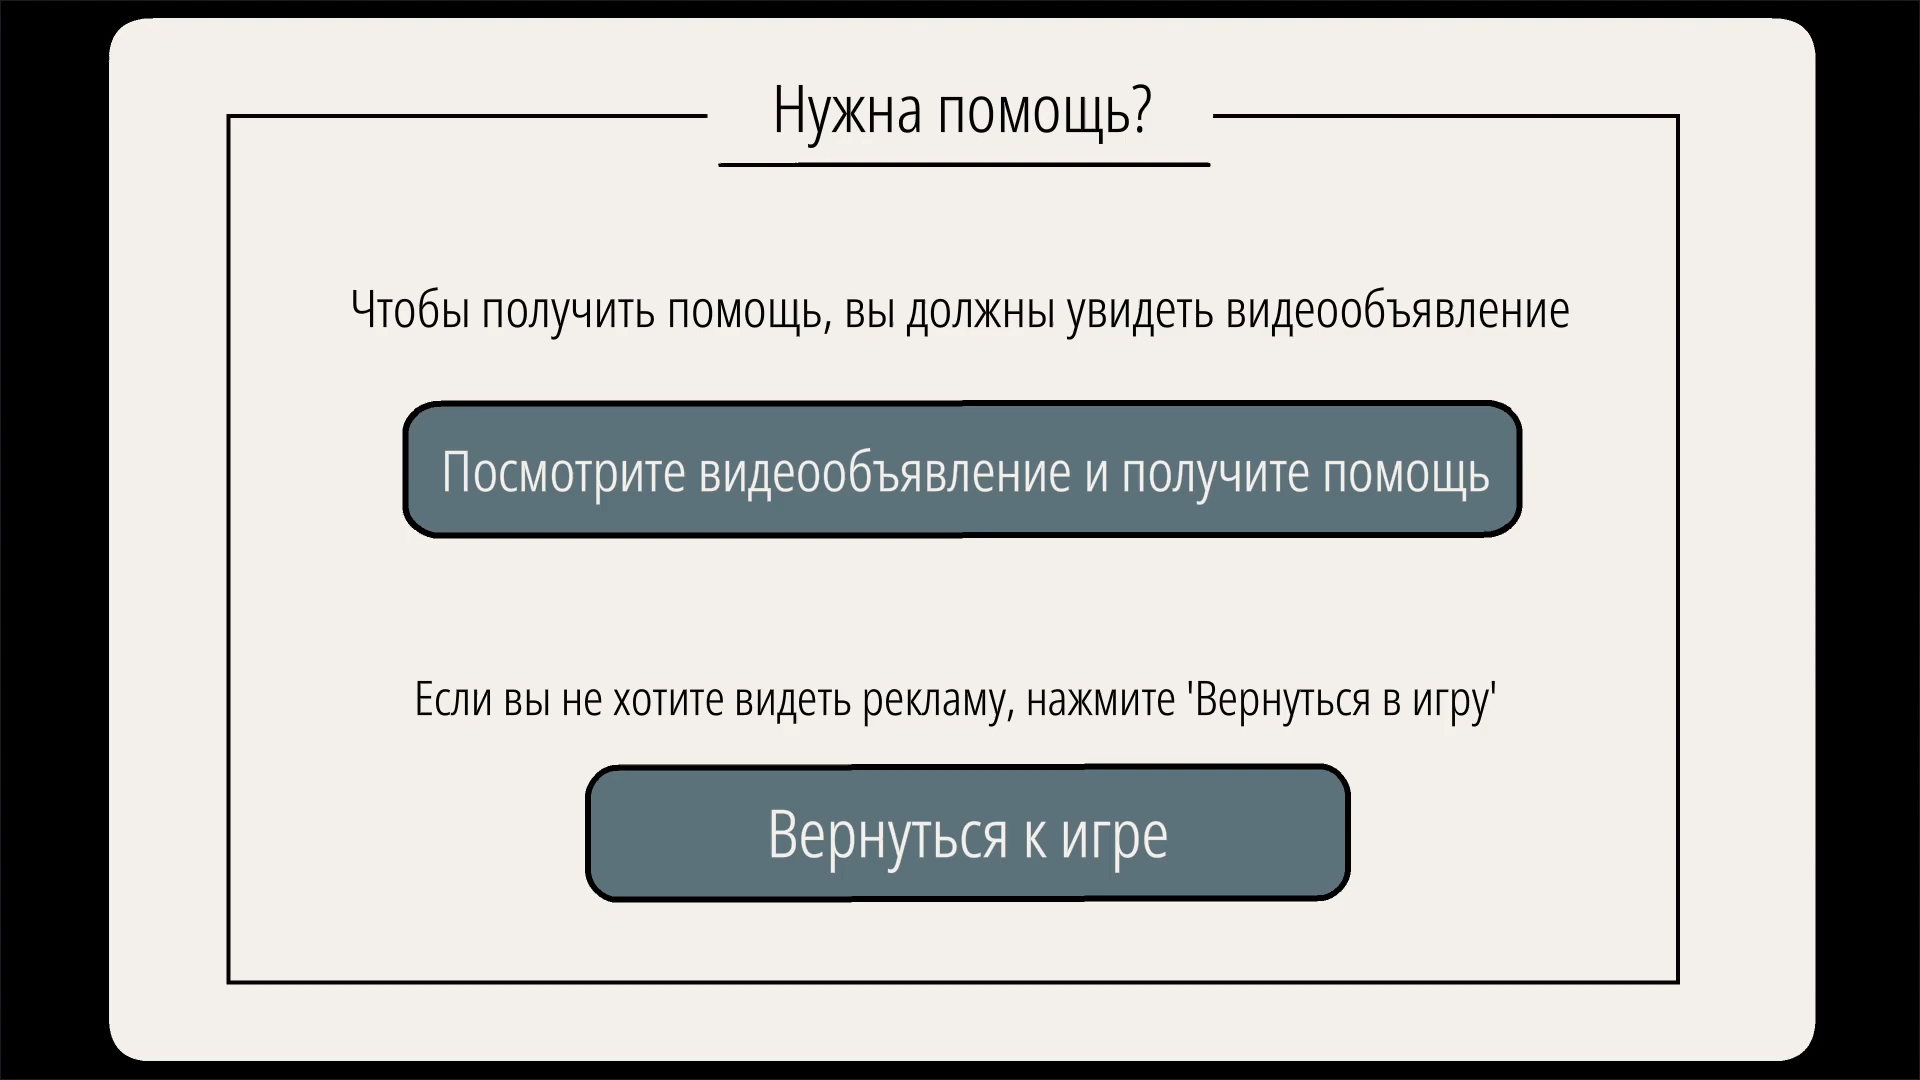 Нужна помощь?
Чтобы получить помощь, вы должны увидеть видеообъявление
Посмотрите видеообъявление и получите помощь
Если вы не хотите видеть рекламу, нажмите 'Вернуться в игру'
Вернуться к игре